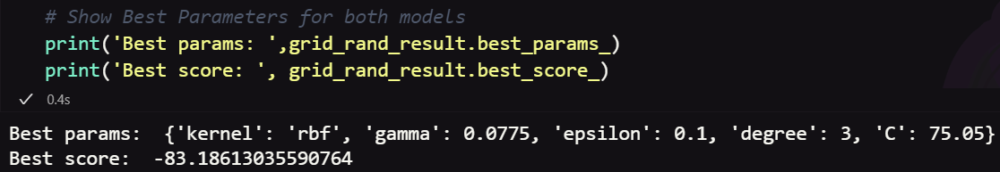 # Show Best Parameters for both models
print('Best params: ',grid_rand_result.best_params_)
print('Best score: ', grid_rand_result.best_score_)
0.4s
Best params:  {'kernel': 'rbf', 'gamma': 0.0775, 'epsilon': 0.1, 'degree': 3, 'C': 75.05}
Best score:  -83.18613035590764